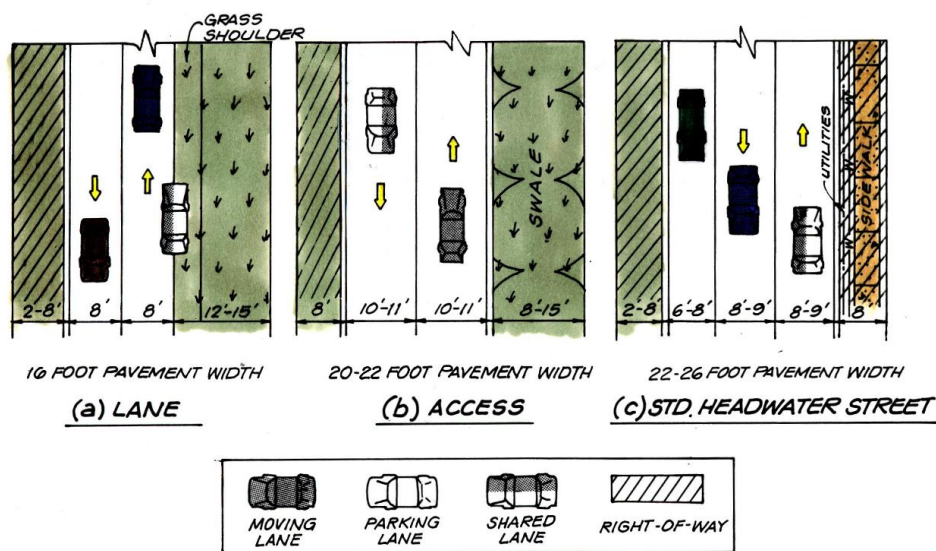 GRASS
SHOULDER
2-8'
8'
8'
12'-15'
16 FOOT PAVEMENT WIDTH
(a) LANE
SWALE
8'
10'-11'
10'-11'
8'-15'
20-22 FOOT PAVEMENT WIDTH
(b) ACCESS
UTILITIES
SIDEWALK
2'-8'
6'-8'
8'-9'
8'-9'
8'
22-26 FOOT PAVEMENT WIDTH
(c) STD. HEADWATER STREET
MOVING
LANE
PARKING
LANE
SHARED
LANE
RIGHT-OF-WAY